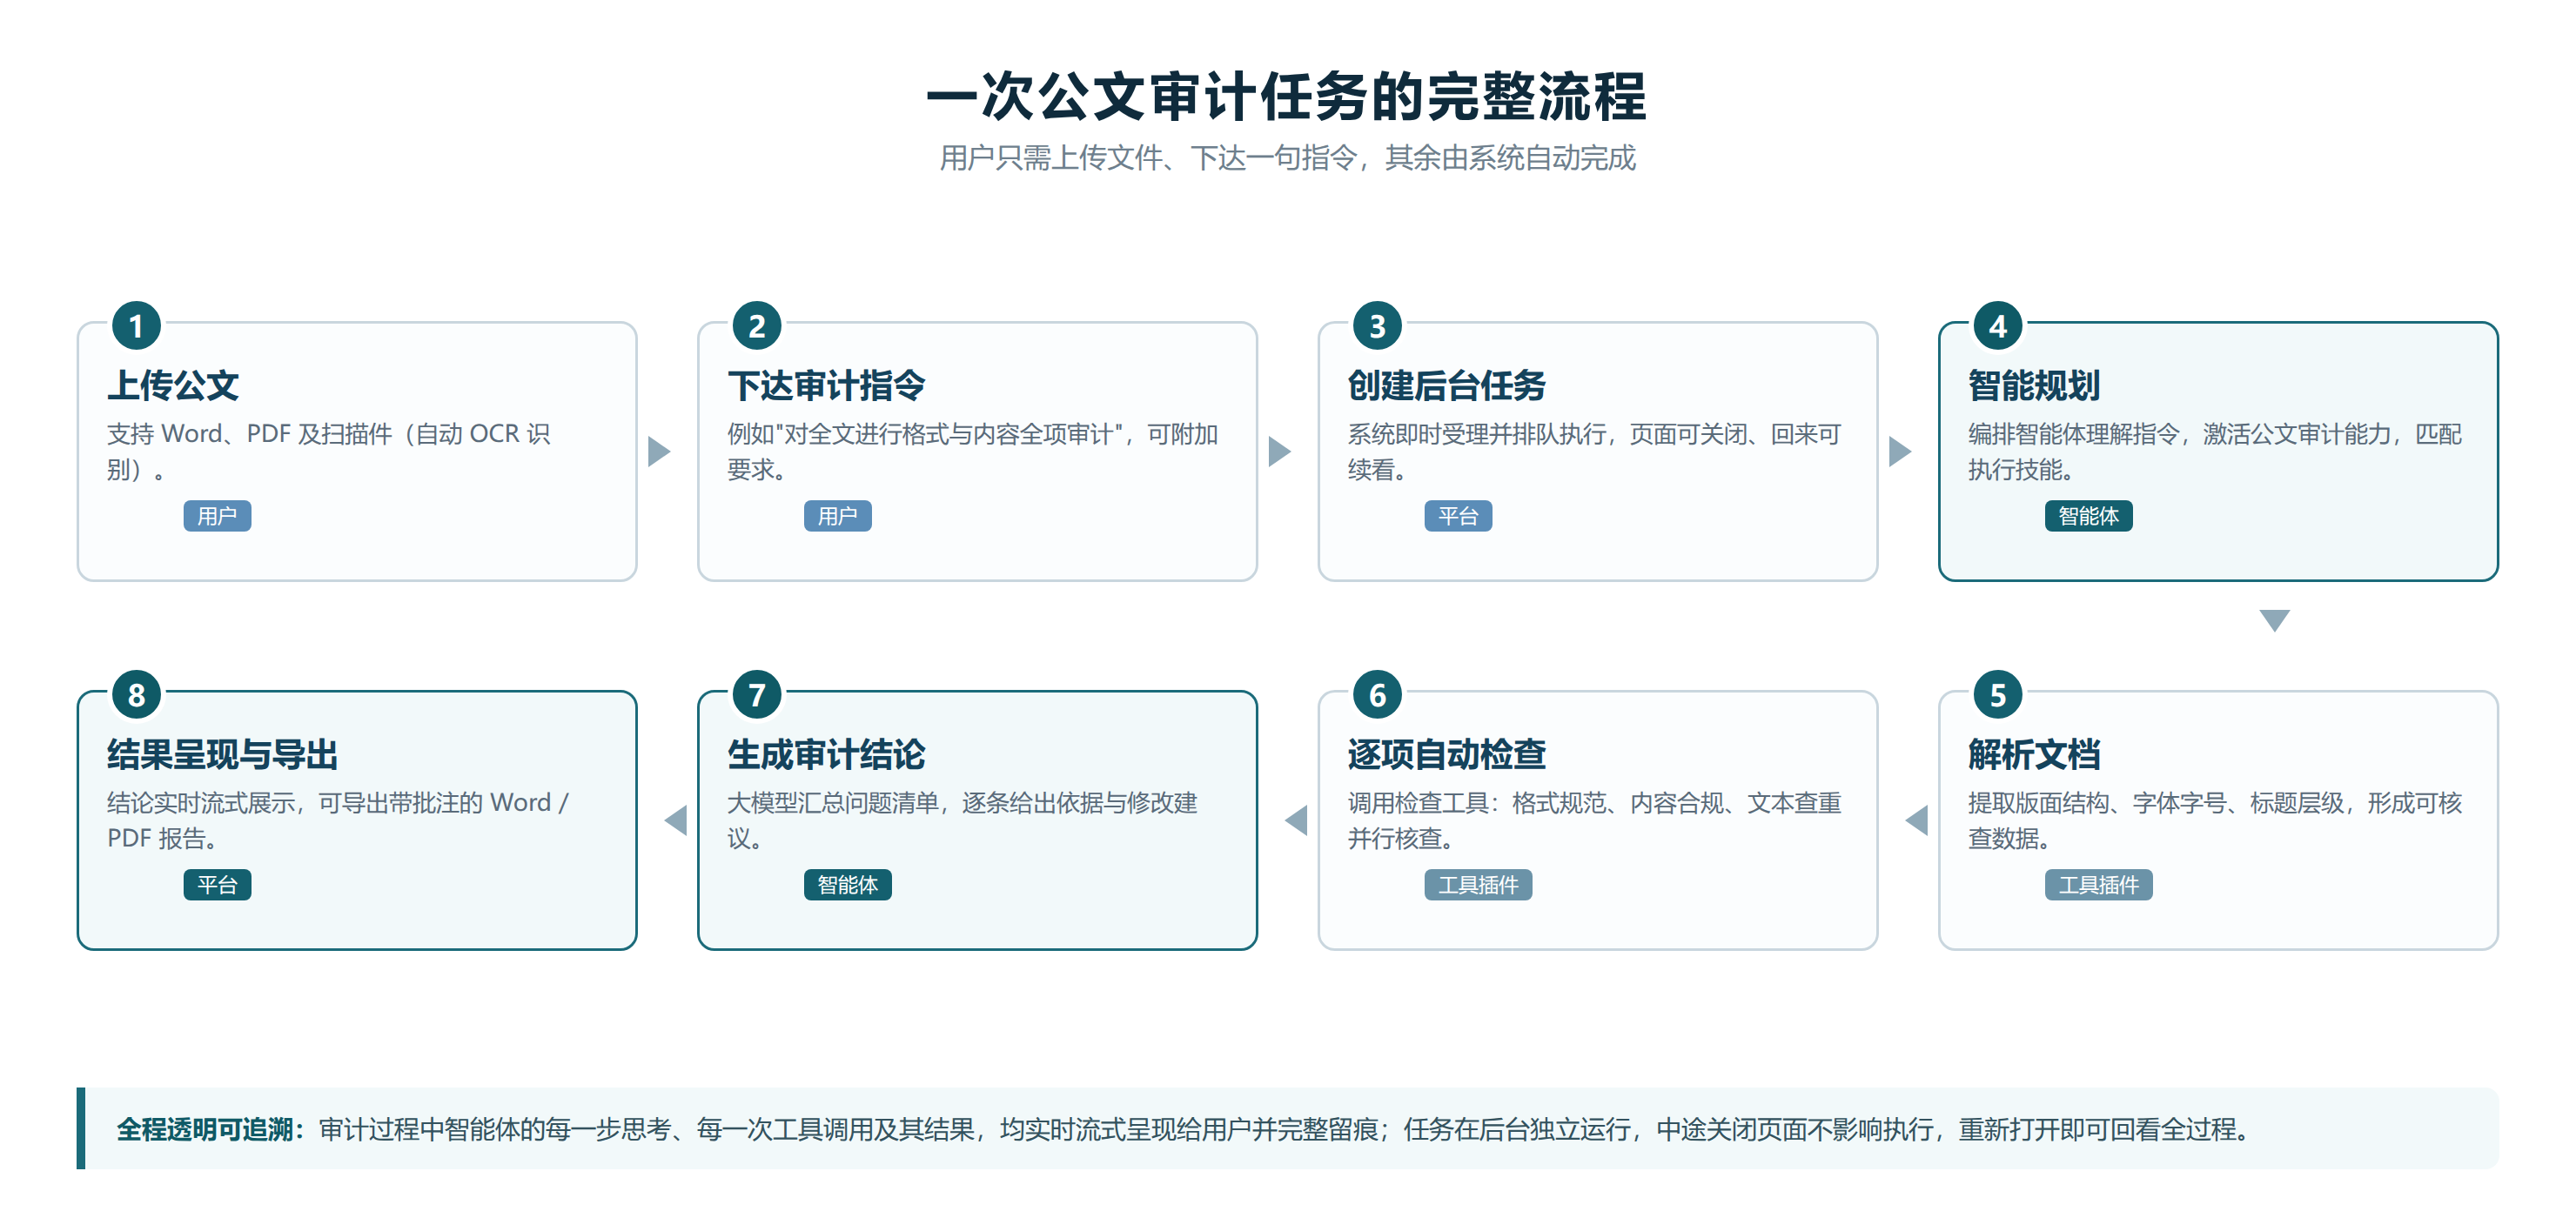 一次公文审计任务的完整流程
用户只需上传文件、下达一句指令，其余由系统自动完成
1
上传公文
支持 Word、PDF 及扫描件（自动 OCR 识
别）。
用户
2
下达审计指令
例如"对全文进行格式与内容全项审计"，可附加
要求。
用户
3
创建后台任务
系统即时受理并排队执行，页面可关闭、回来可
续看。
平台
4
智能规划
编排智能体理解指令，激活公文审计能力，匹配
执行技能。
智能体
5
解析文档
提取版面结构、字体字号、标题层级，形成可核
查数据。
工具插件
6
逐项自动检查
调用检查工具：格式规范、内容合规、文本查重
并行核查。
工具插件
7
生成审计结论
大模型汇总问题清单，逐条给出依据与修改建
议。
智能体
8
结果呈现与导出
结论实时流式展示，可导出带批注的 Word /
PDF 报告。
平台
全程透明可追溯：审计过程中智能体的每一步思考、每一次工具调用及其结果，均实时流式呈现给用户并完整留痕；任务在后台独立运行，中途关闭页面不影响执行，重新打开即可回看全过程。